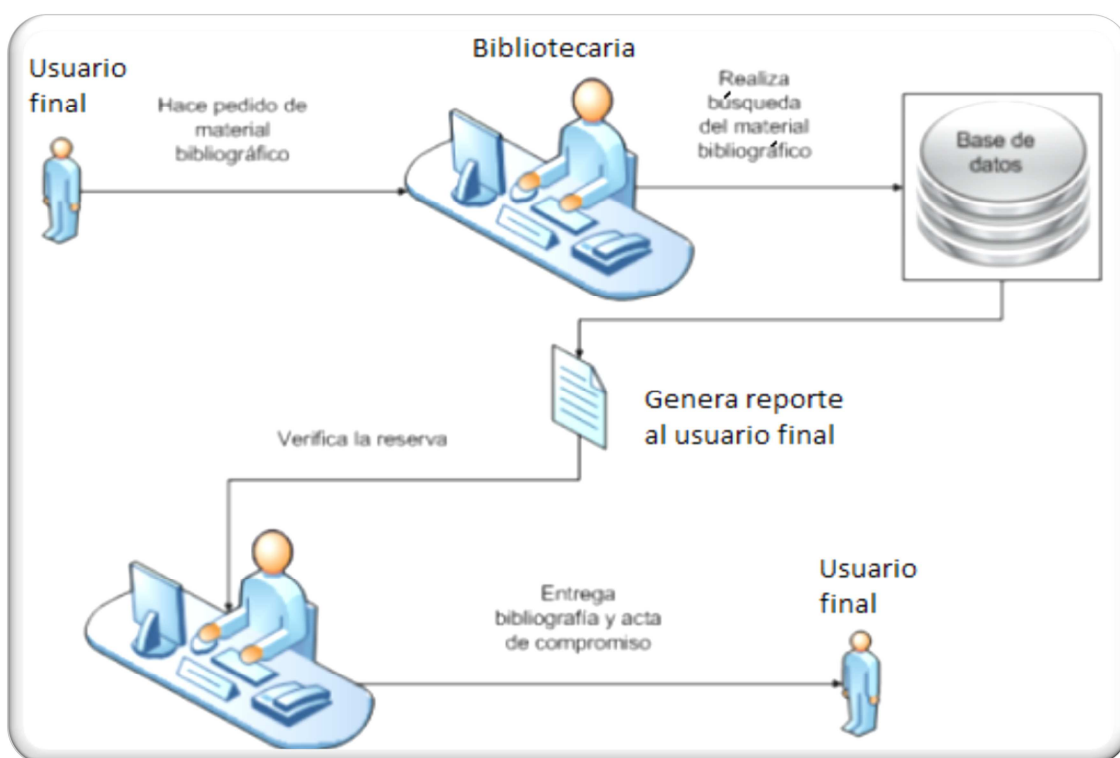 Usuario
final
Hace pedido de
material
bibliográfico
Bibliotecaria
Realiza
búsqueda
del material
bibliográfico
Base de
datos
Genera reporte
al usuario final
Verifica la reserva
Entrega
bibliografía y acta
de compromiso
Usuario
final